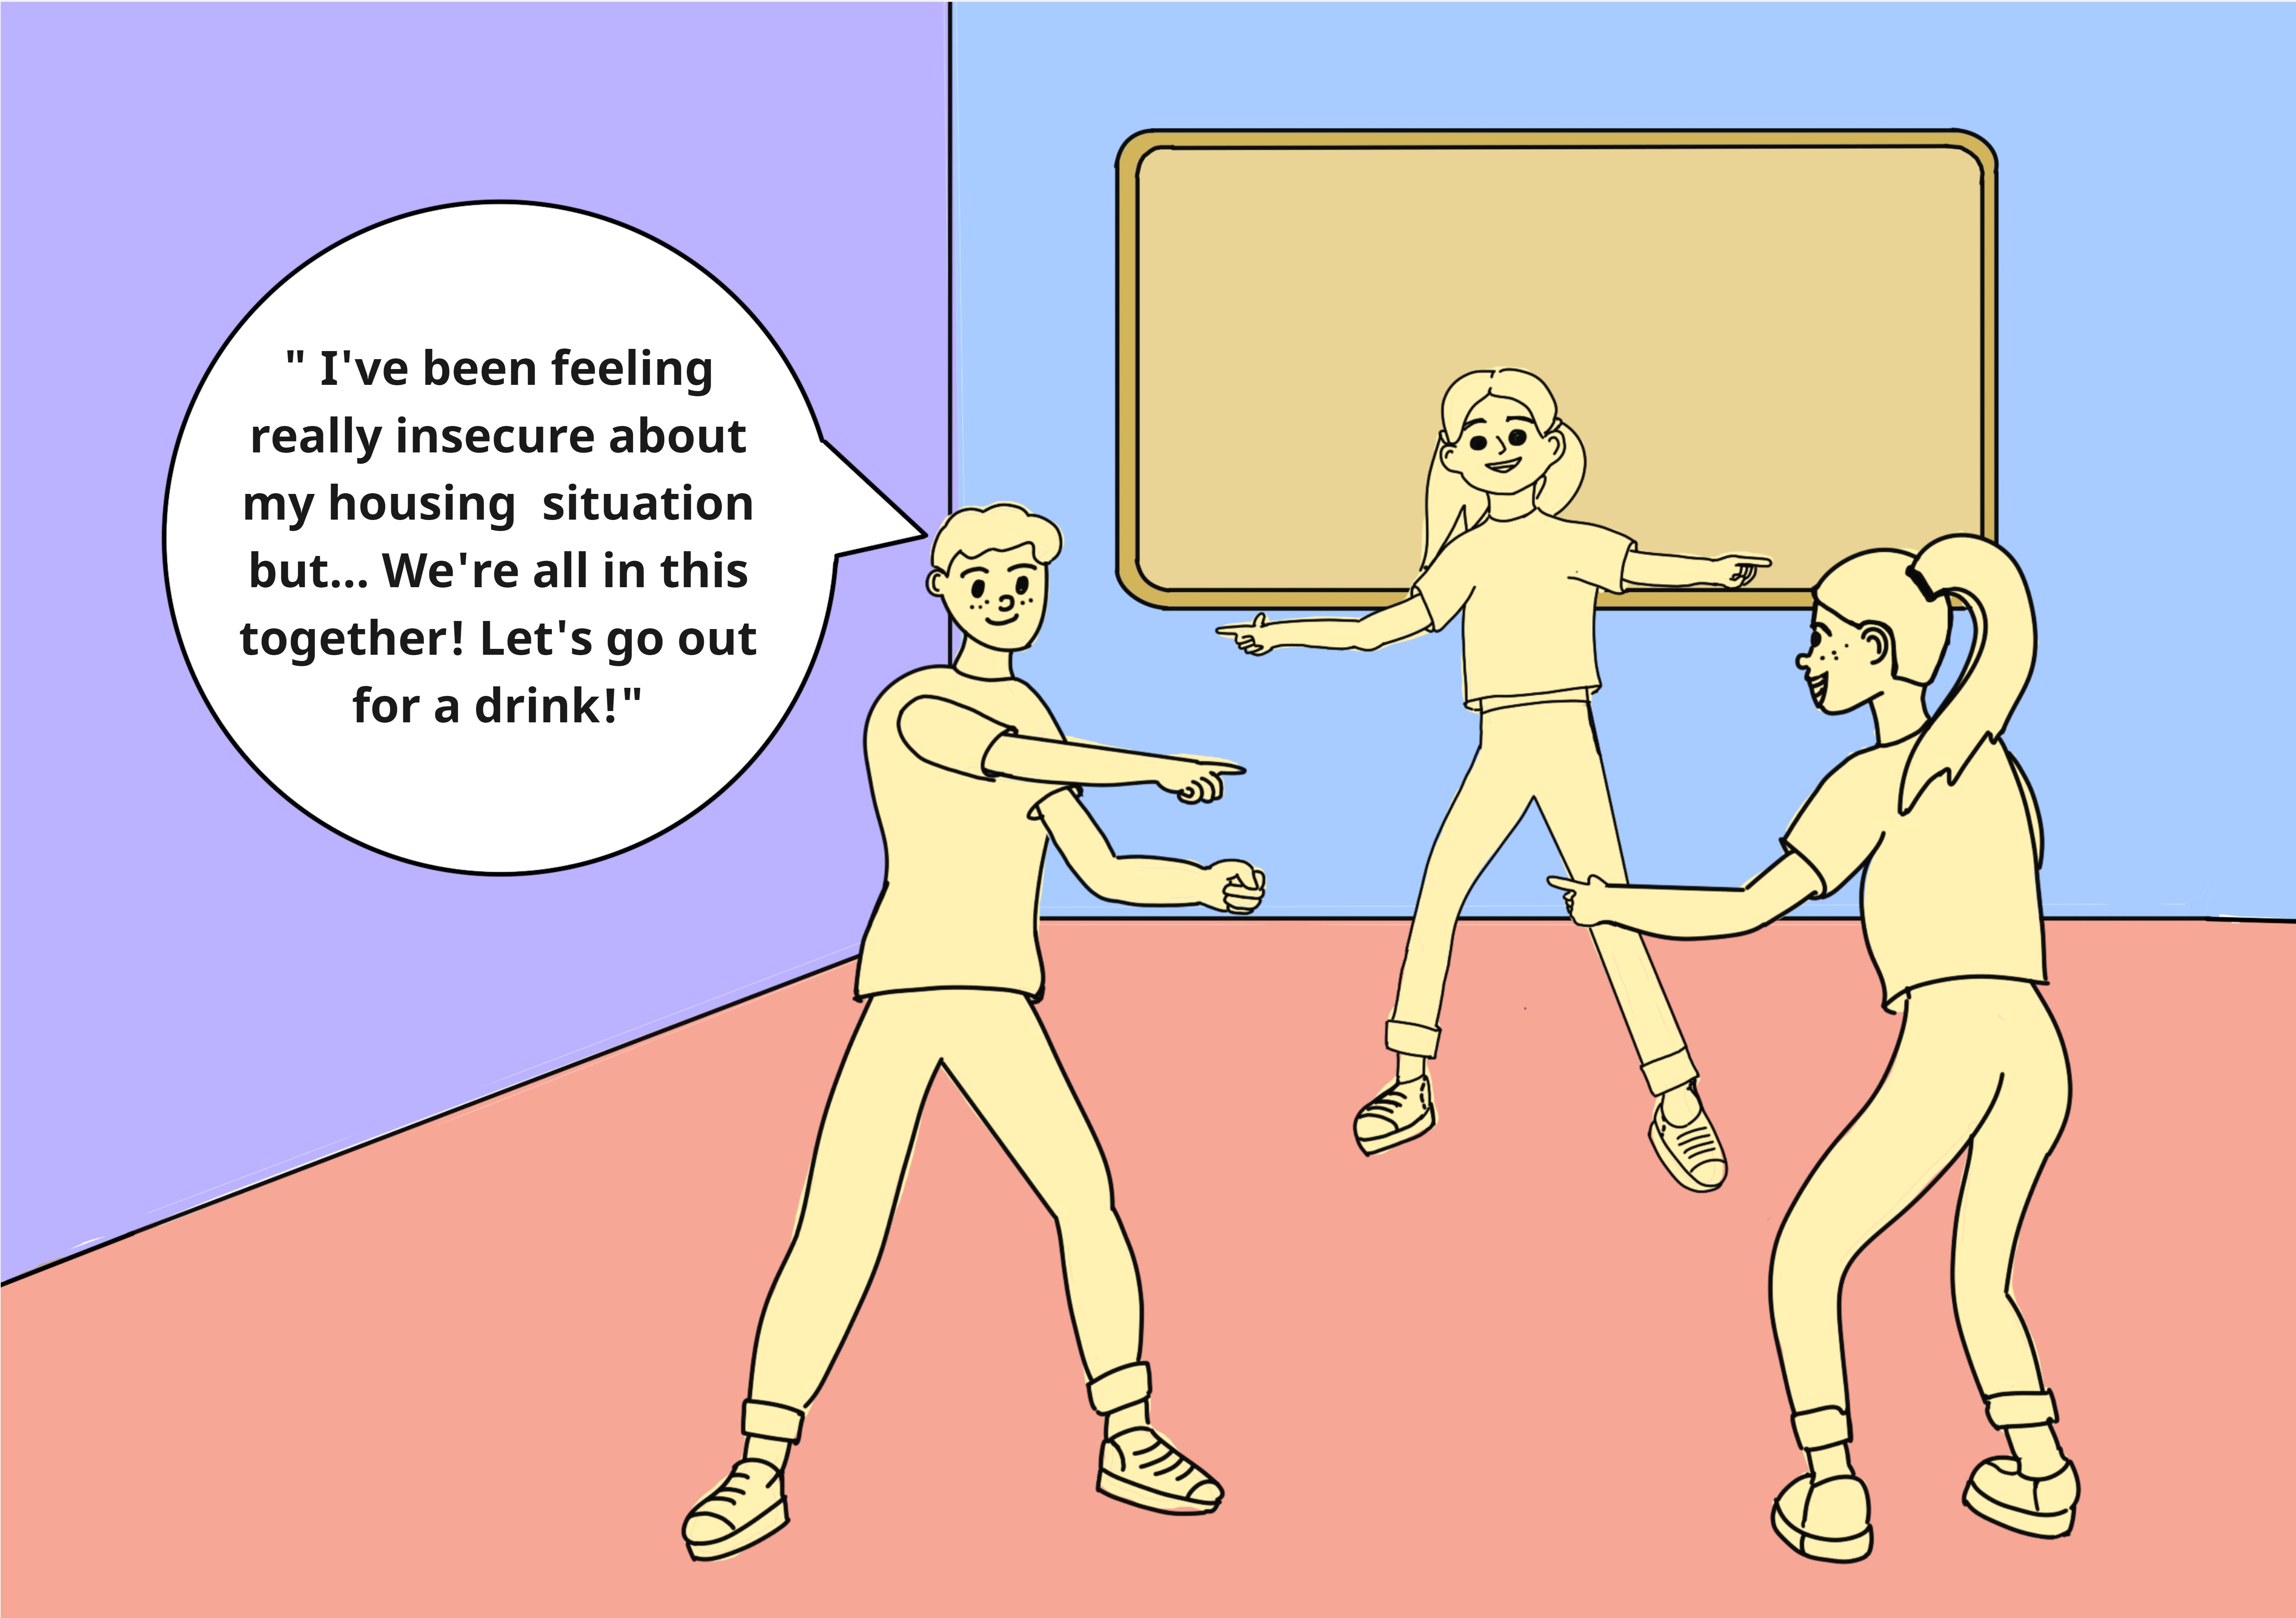 " I've been feeling
really insecure about
my housing  situation
but... We're all in this
together! Let's go out
for a drink!"